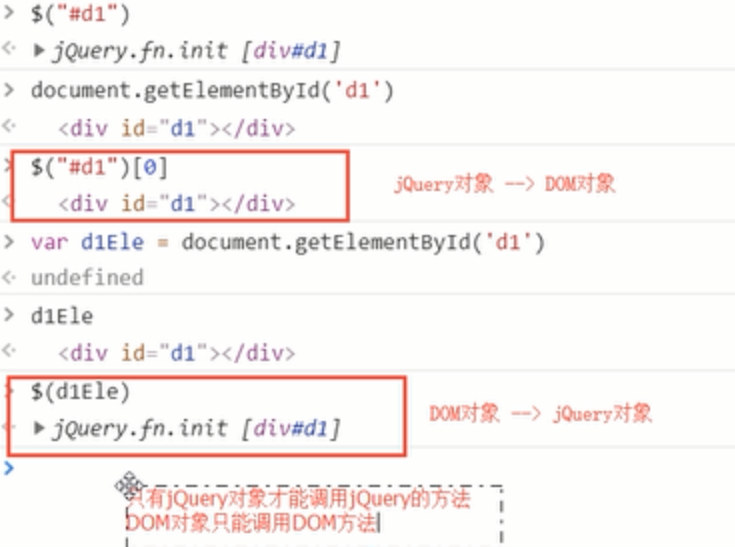 $("#d1")
jQuery.fn.init [div#d1]
document.getElementById('d1')
<div id="d1"></div>
$("#d1")[0]
jQuery对象 --> DOM对象
<div id="d1"></div>
var d1Ele = document.getElementById('d1')
undefined
d1Ele
<div id="d1"></div>
$(d1Ele)
DOM对象 --> jQuery对象
jQuery.fn.init [div#d1]
只有jQuery对象才能调用jQuery的方法
DOM对象只能调用DOM方法